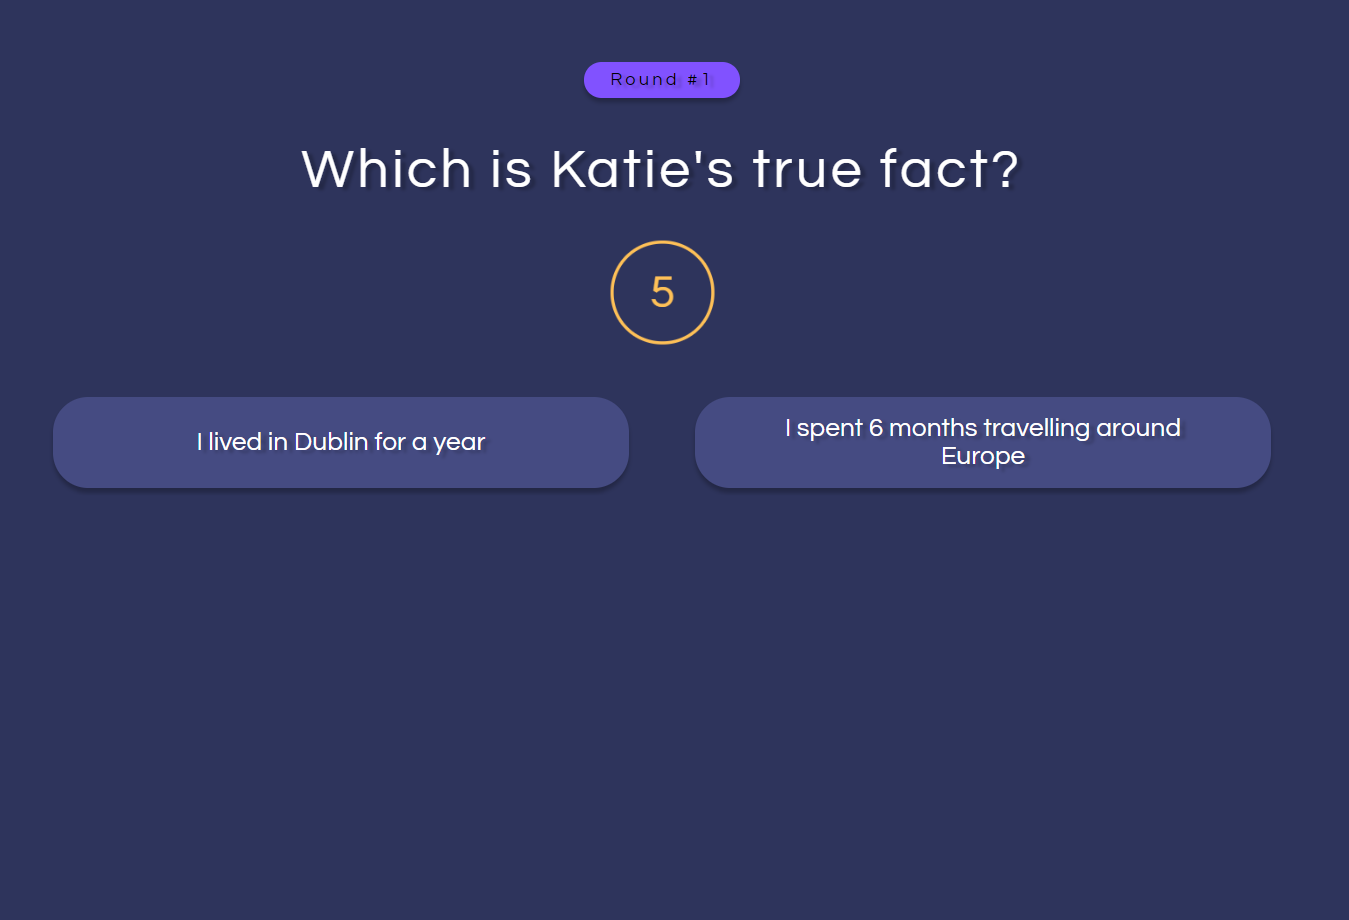 Round #1
Which is Katie's true fact?
5
I lived in Dublin for a year
I spent 6 months travelling around
Europe